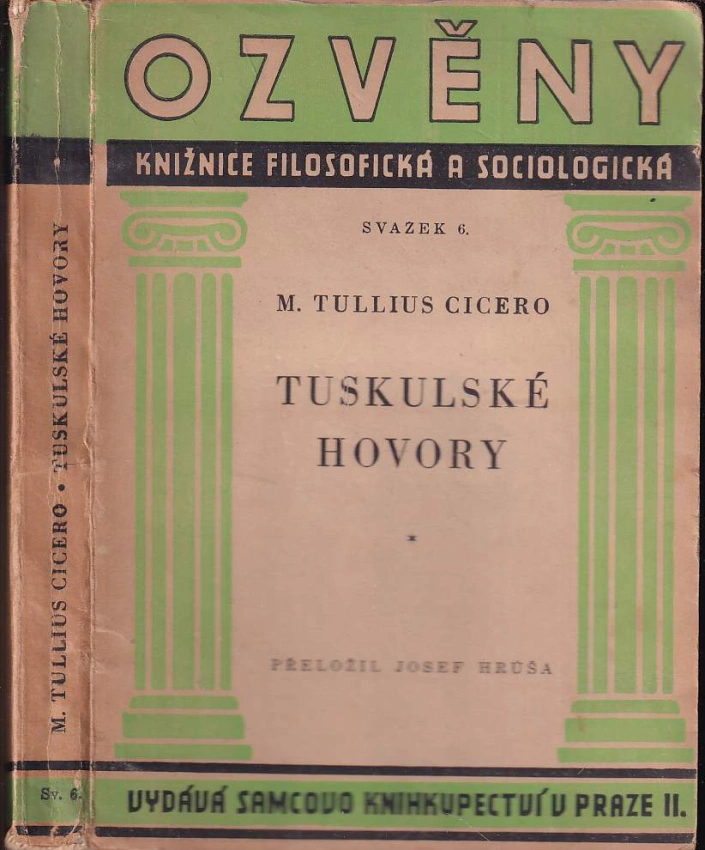 OZVĚNY
KNIŽNICE FILOSOFICKÁ A SOCIOLOGICKÁ
SVAZEK 6.
M. TULLIUS CICERO
TUSKULSKÉ
HOVORY
*
PŘELOŽIL JOSEF HRŮŠA
VYDÁVÁ SAMCOVO KNIHKUPECTVÍ V PRAZE II.
M. TULLIUS CICERO • TUSKULSKÉ HOVORY
Sv. 6.